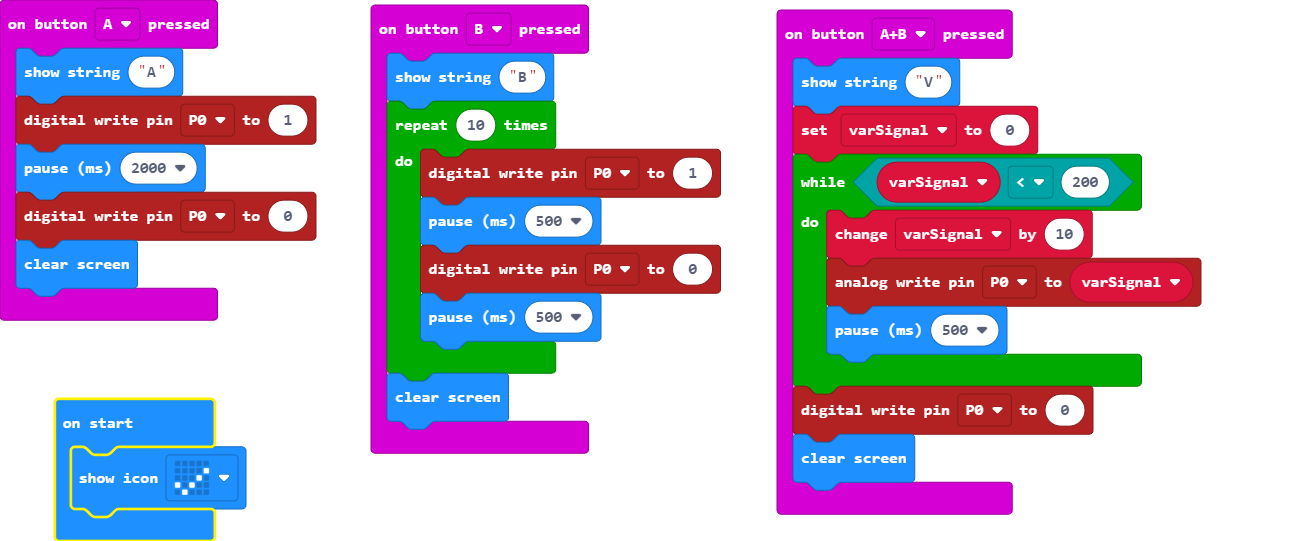 on button A pressed
show string "A"
digital write pin P0 to 1
pause (ms) 2000
digital write pin P0 to 0
clear screen
on start
show icon
on button B pressed
show string "B"
repeat 10 times
do
digital write pin P0 to 1
pause (ms) 500
digital write pin P0 to 0
pause (ms) 500
clear screen
on button A+B pressed
show string "V"
set varSignal to 0
while varSignal < 200
do
change varSignal by 10
analog write pin P0 to varSignal
pause (ms) 500
digital write pin P0 to 0
clear screen